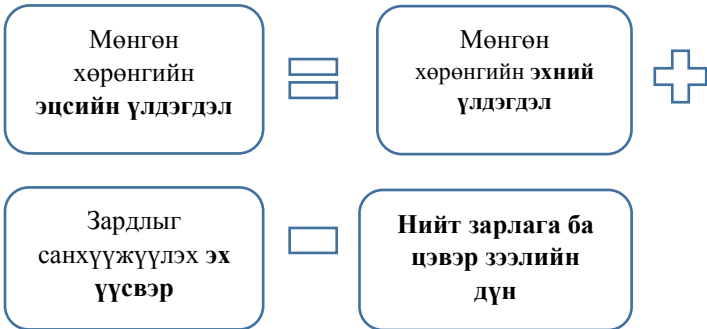 Мөнгөн
хөрөнгийн
эцсийн үлдэгдэл
=
Мөнгөн
хөрөнгийн эхний
үлдэгдэл
+
Зардлыг
санхүүжүүлэх эх
үүсвэр
-
Нийт зарлага ба
цэвэр зээлийн
дүн